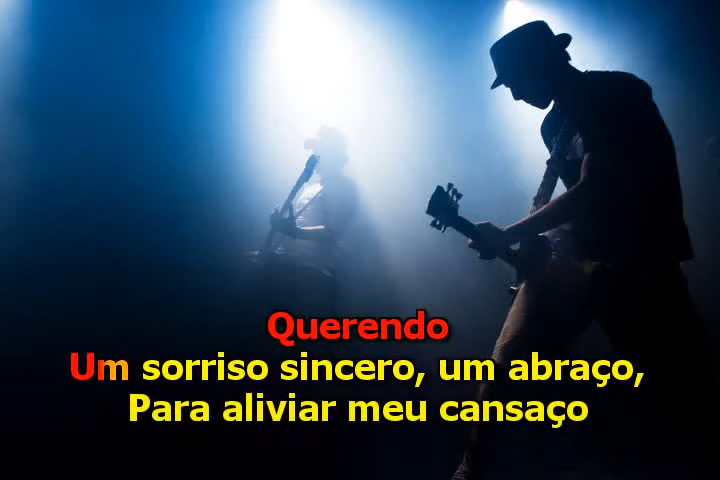 Querendo
Um sorriso sincero, um abraço,
Para aliviar meu cansaço